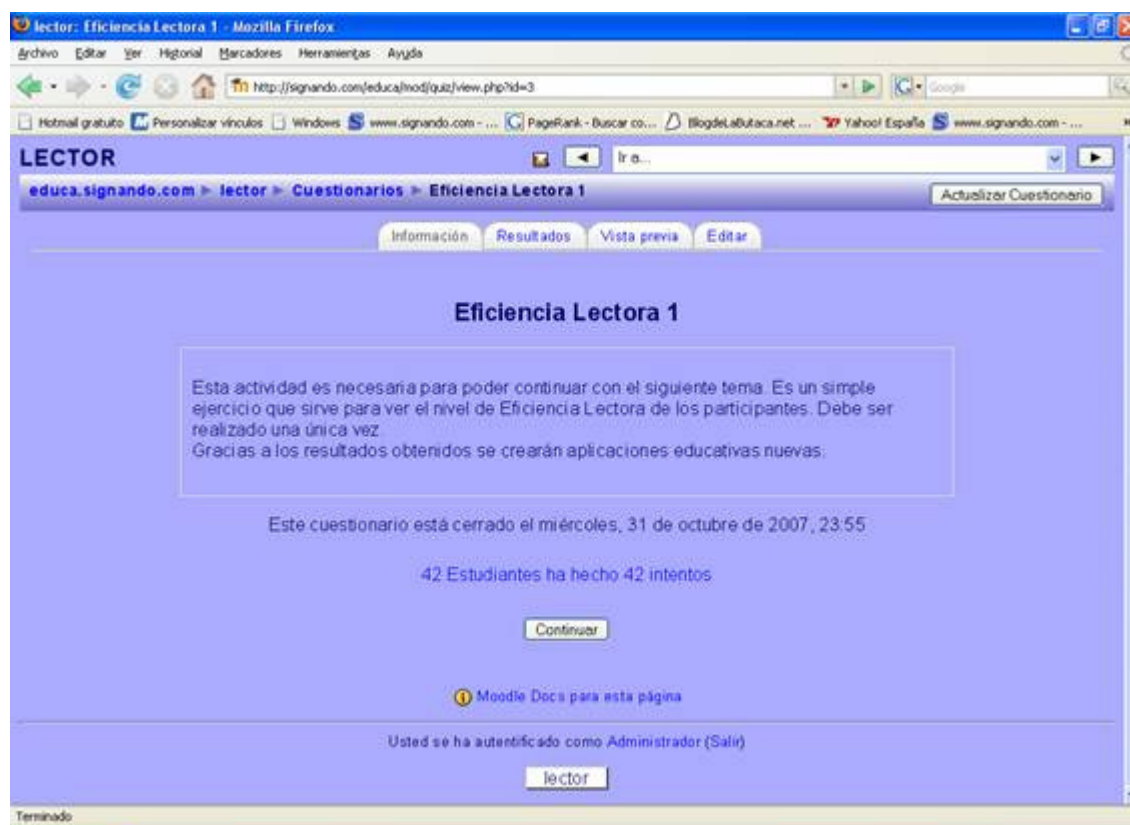 lector: Eficiencia Lectora 1 - Mozilla Firefox
Archivo Editar Ver Historial Marcadores Herramientas Ayuda
http://signando.com/educa/mod/quiz/view.php?id=3 Google
Hotmail gratuito Personalizar vínculos Windows www.signando.com - ... PageRank - Buscar co... BlogdeLaButaca.net ... Yahoo! España www.signando.com - ...
LECTOR Ir a...
educa.signando.com ► lector ► Cuestionarios ► Eficiencia Lectora 1 Actualizar Cuestionario
Información Resultados Vista previa Editar
Eficiencia Lectora 1
Esta actividad es necesaria para poder continuar con el siguiente tema. Es un simple
ejercicio que sirve para ver el nivel de Eficiencia Lectora de los participantes. Debe ser
realizado una única vez
Gracias a los resultados obtenidos se crearán aplicaciones educativas nuevas.
Este cuestionario está cerrado el miércoles, 31 de octubre de 2007, 23:55
42 Estudiantes ha hecho 42 intentos
Continuar
Moodle Docs para esta página
Usted se ha autentificado como Administrador (Salir)
lector
Terminado